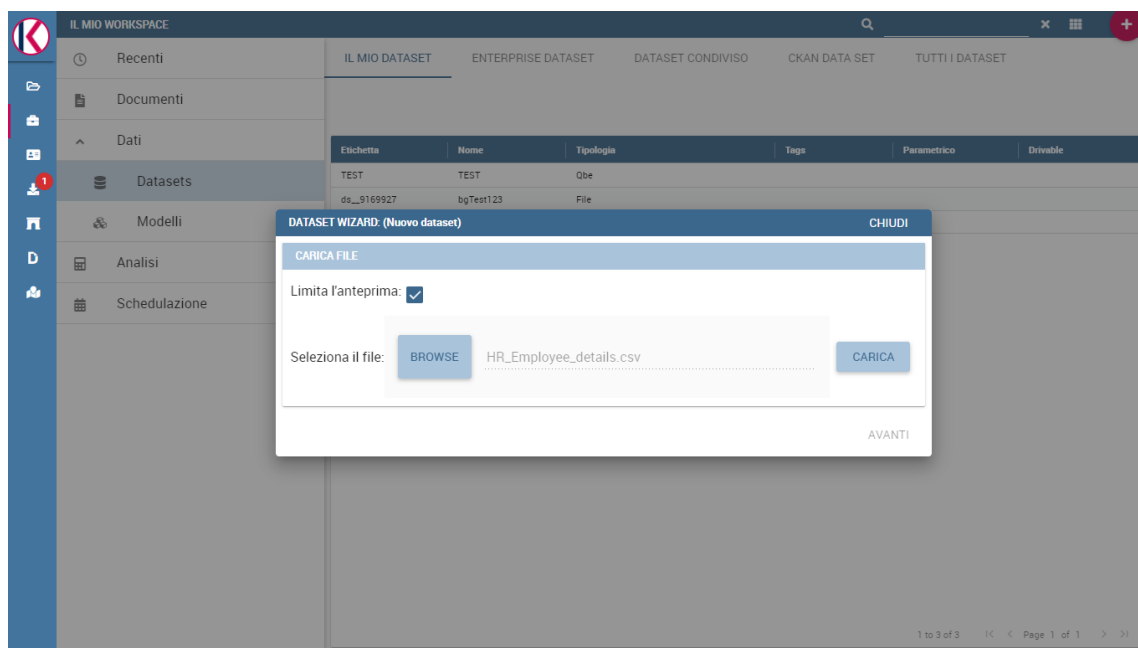 IL MIO WORKSPACE
Recenti
Documenti
Dati
Datasets
Modelli
Analisi
Schedulazione
1
D
IL MIO DATASET ENTERPRISE DATASET DATASET CONDIVISO CKAN DATA SET TUTTI I DATASET
Etichetta Nome Tipologia Tags Parametrico Drivable
TEST TEST Qbe
ds__9169927 bgTest123 File
DATASET WIZARD: (Nuovo dataset) CHIUDI
CARICA FILE
Limita l'anteprima:
Seleziona il file: BROWSE HR_Employee_details.csv CARICA
AVANTI
1 to 3 of 3 Page 1 of 1